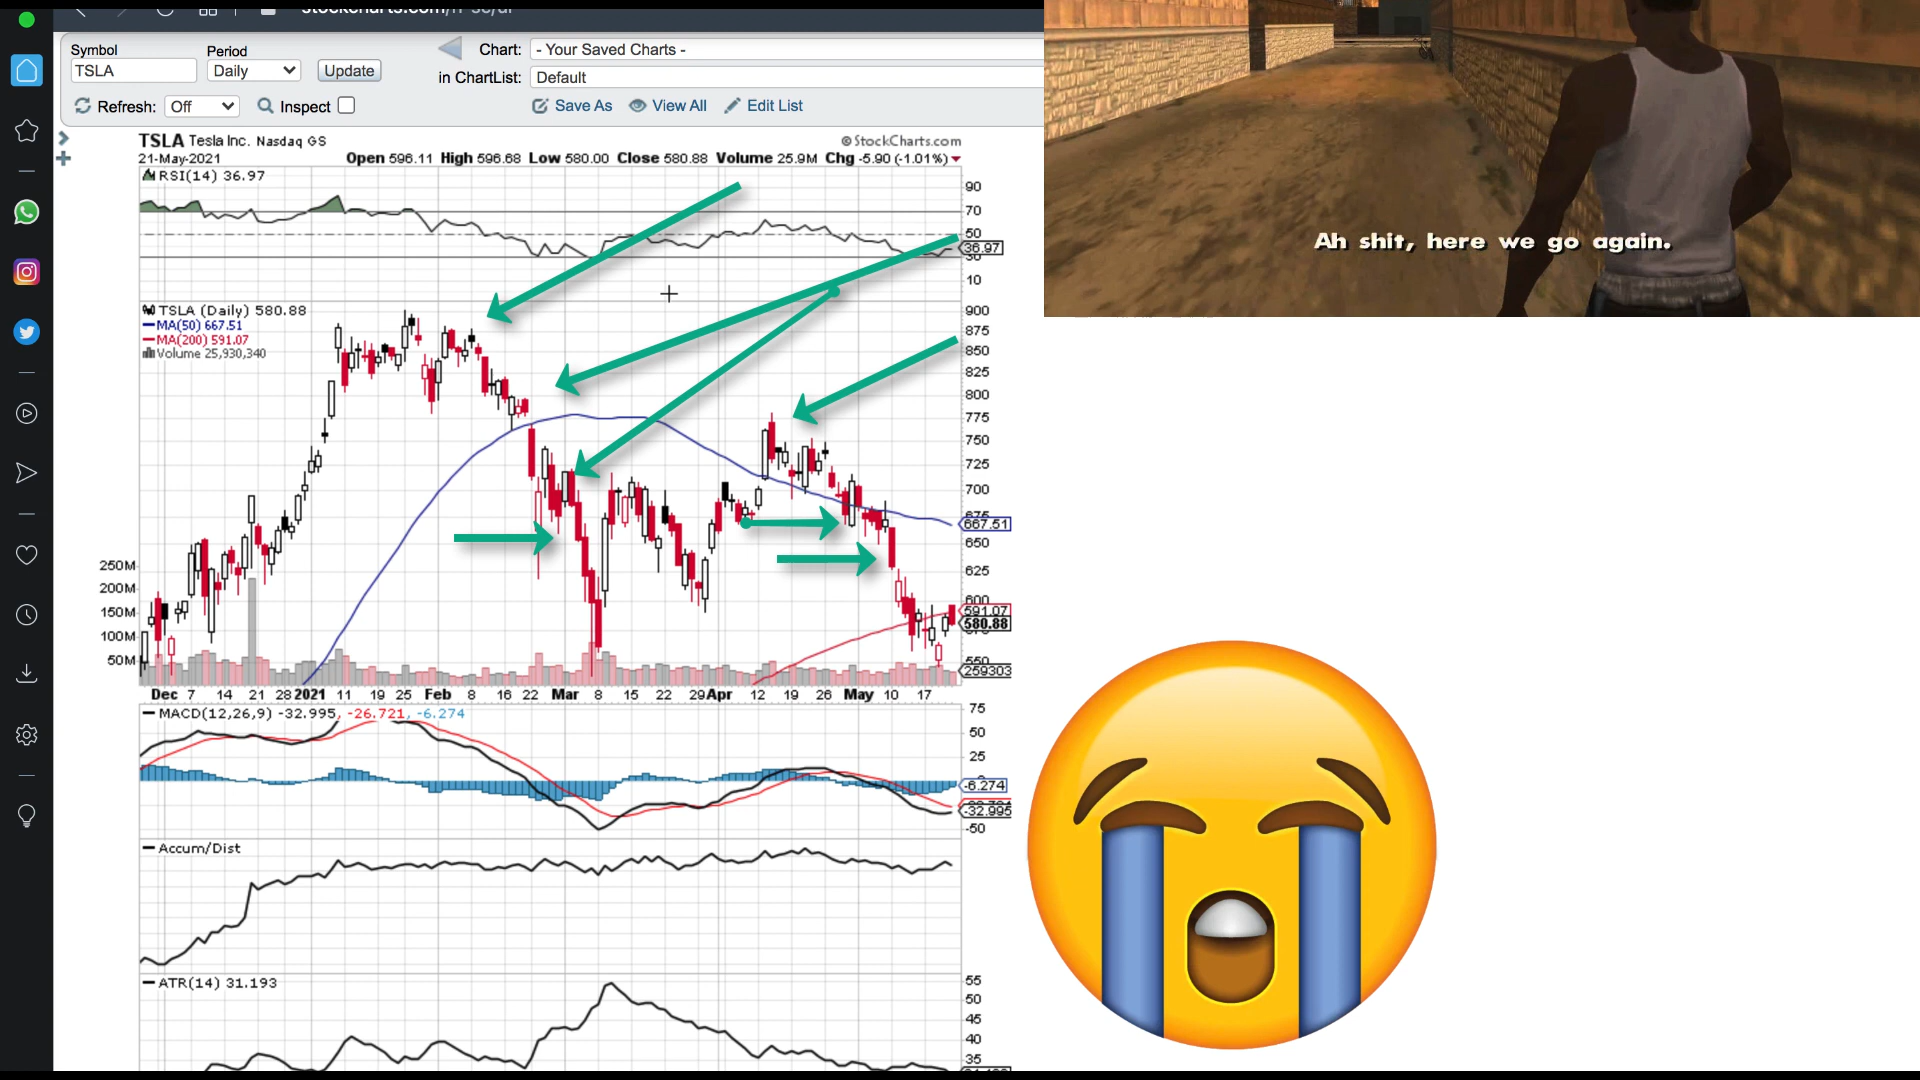 Symbol
Period
TSLA
Daily
Update
Refresh: Off
Inspect
Chart: - Your Saved Charts -
in ChartList: Default
Save As View All Edit List
TSLA Tesla Inc. Nasdaq GS
© StockCharts.com
21-May-2021
Open 596.11 High 596.68 Low 580.00 Close 580.88 Volume 25.9M Chg -5.90 (-1.01%)
RSI(14) 36.97
90
70
50
36.97
30
10
TSLA (Daily) 580.88
MA(50) 667.51
MA(200) 591.07
Volume 25,930,340
900
875
850
825
800
775
750
725
700
675
667.51
650
625
600
591.07
580.88
550
259303
250M
200M
150M
100M
50M
Dec 7 14 21 28 2021 11 19 25 Feb 8 16 22 Mar 8 15 22 29 Apr 12 19 26 May 10 17
MACD(12,26,9) -32.995, -26.721, -6.274
75
50
25
-6.274
-32.995
-50
Accum/Dist
ATR(14) 31.193
55
50
45
40
35
Ah shit, here we go again.